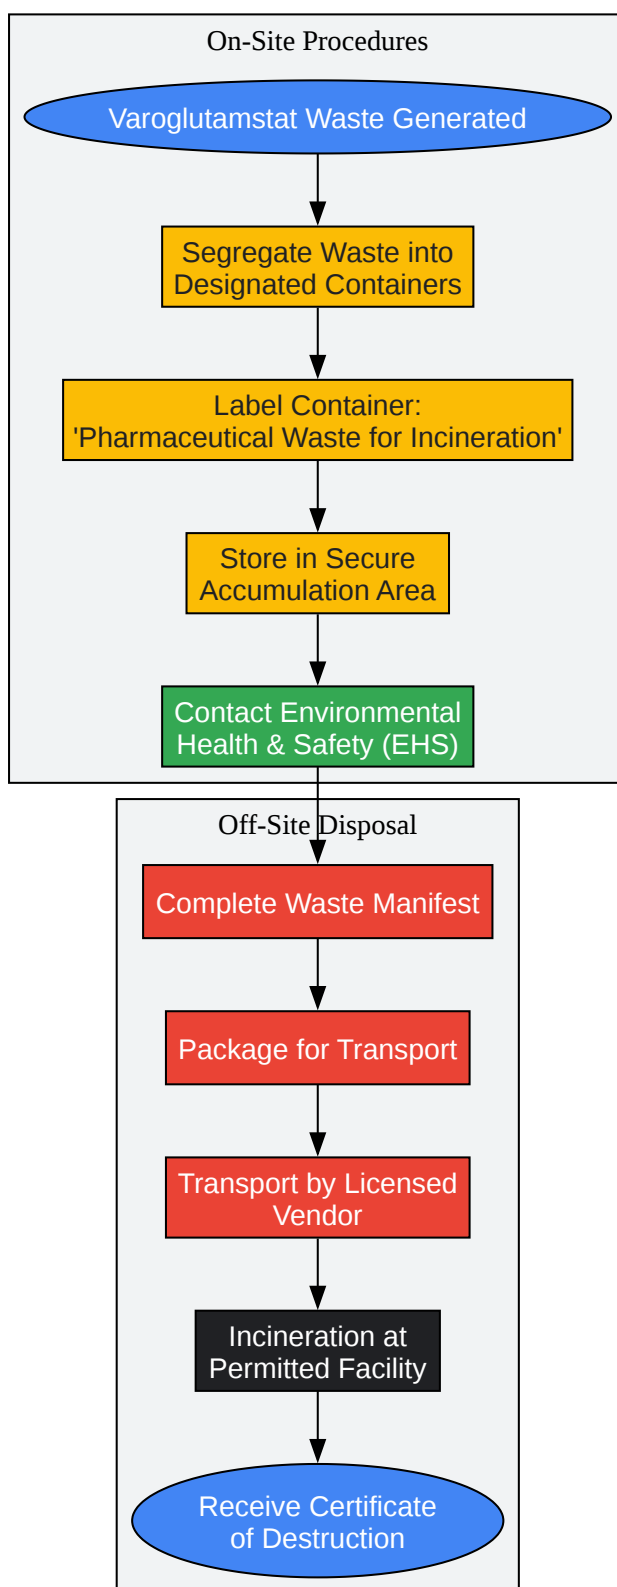 On-Site Procedures
Varoglutamstat Waste Generated
Segregate Waste into
Designated Containers
Label Container:
'Pharmaceutical Waste for Incineration'
Store in Secure
Accumulation Area
Contact Environmental
Health & Safety (EHS)
Off-Site Disposal
Complete Waste Manifest
Package for Transport
Transport by Licensed
Vendor
Incineration at
Permitted Facility
Receive Certificate
of Destruction